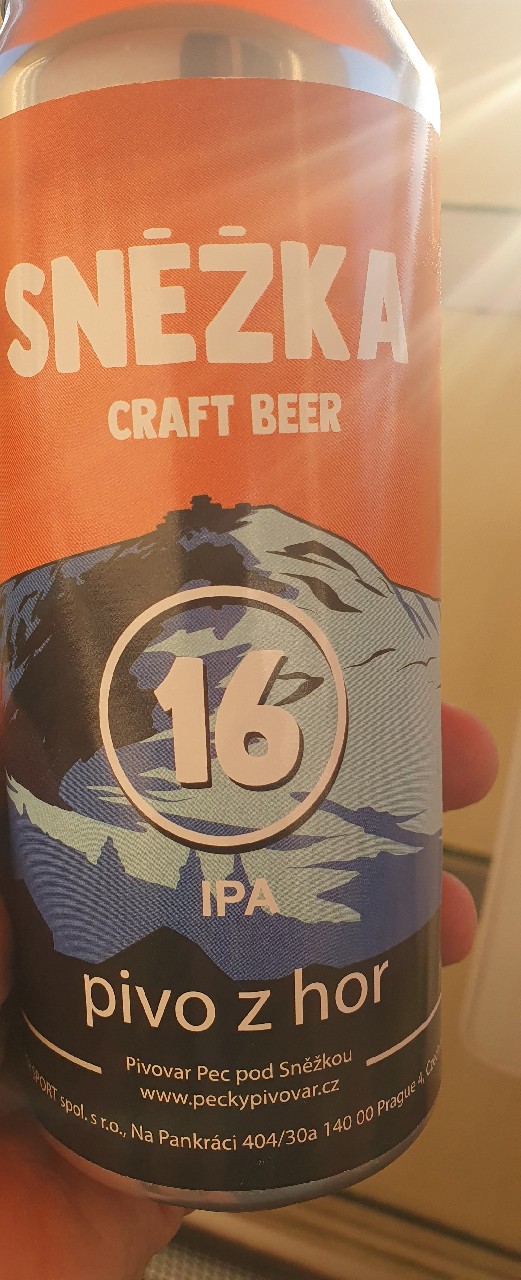 SNĚŽKA
CRAFT BEER
16
IPA
pivo z hor
Pivovar Pec pod Sněžkou
www.peckypivovar.cz
SPORT spol. s r.o., Na Pankráci 404/30a 140 00 Prague 4,